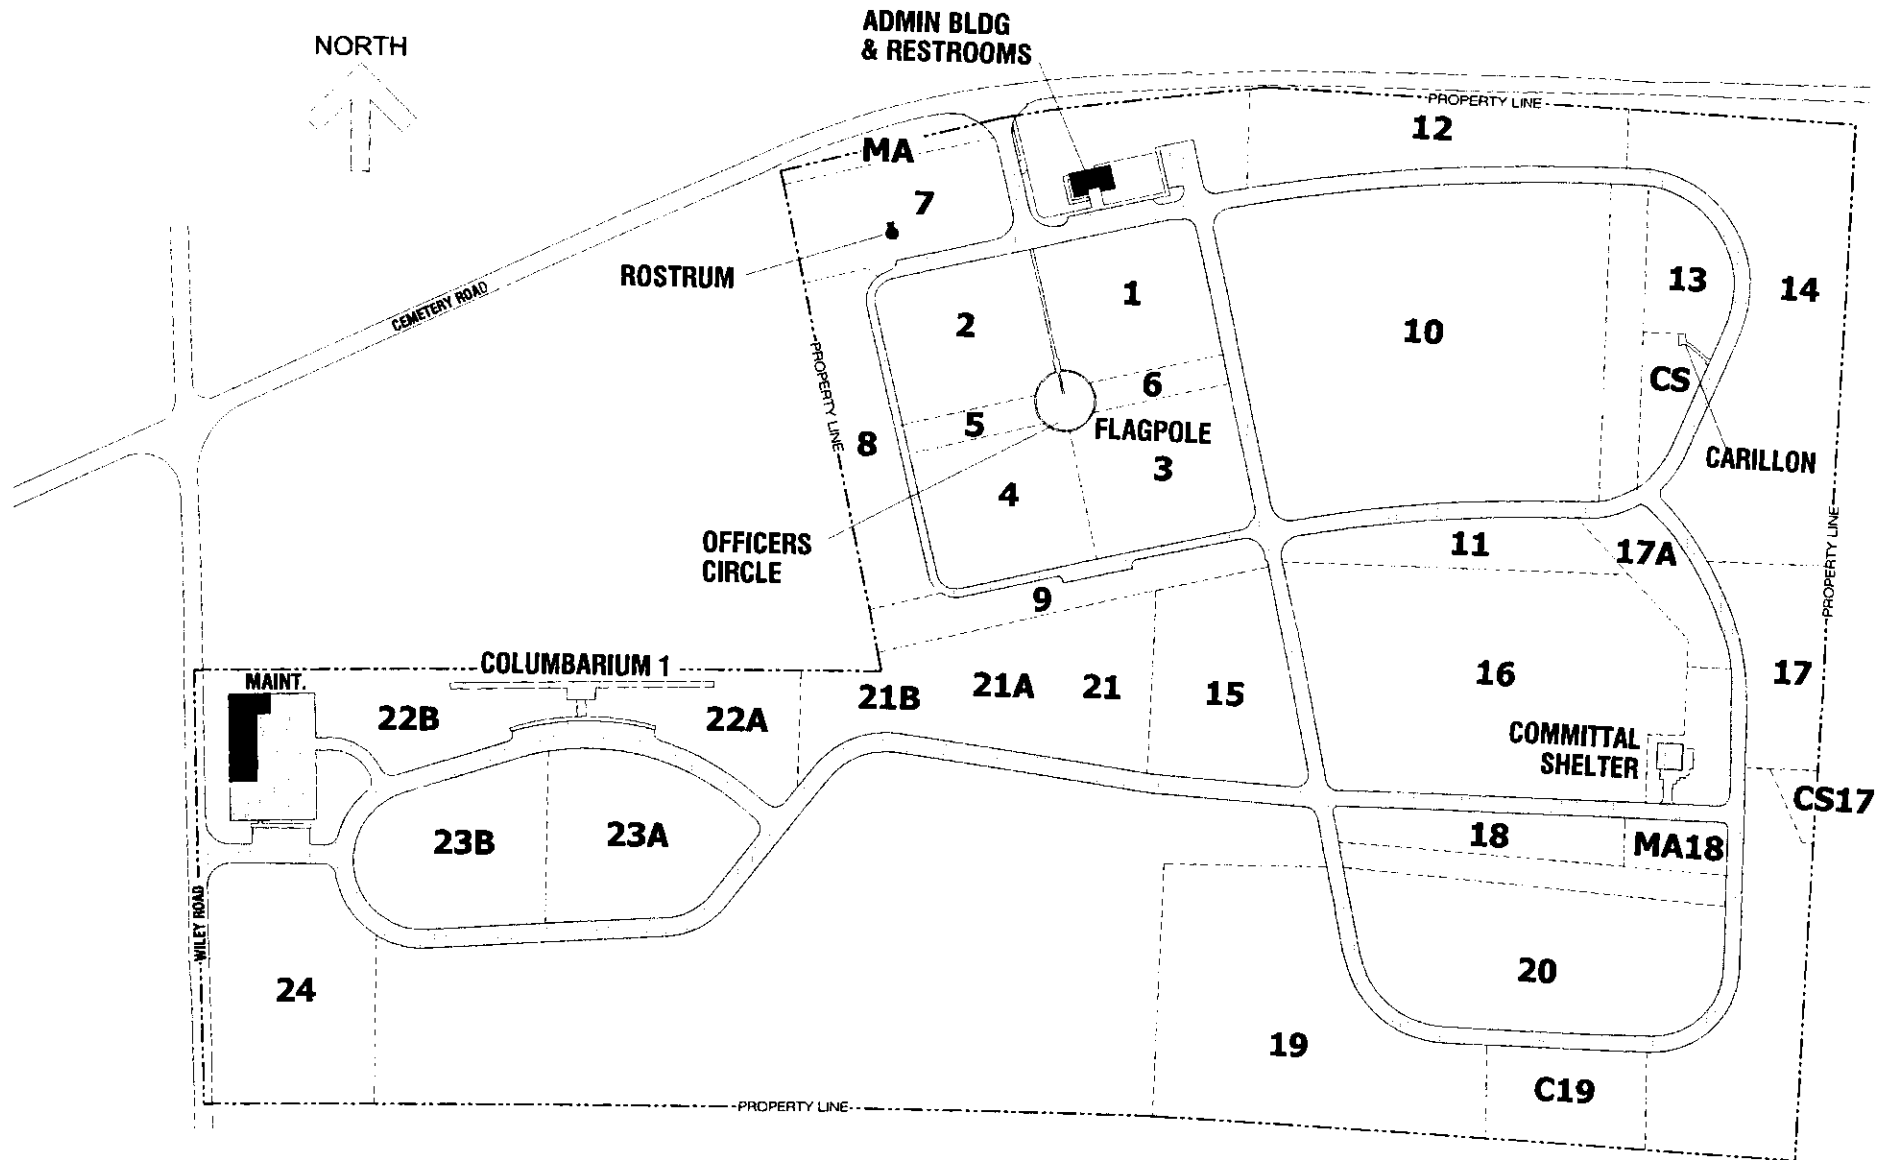 ADMIN BLDG
& RESTROOMS
NORTH
PROPERTY LINE
12
MA
7
ROSTRUM
CEMETERY ROAD
1
2
13
14
10
PROPERTY LINE
6
CS
5
FLAGPOLE
8
3
CARILLON
4
OFFICERS
CIRCLE
11
17A
PROPERTY LINE
9
COLUMBARIUM 1
MAINT.
21B
21A
21
15
16
17
22B
22A
COMMITTAL
SHELTER
CS17
23B
23A
18
MA18
WILEY ROAD
24
20
19
C19
PROPERTY LINE